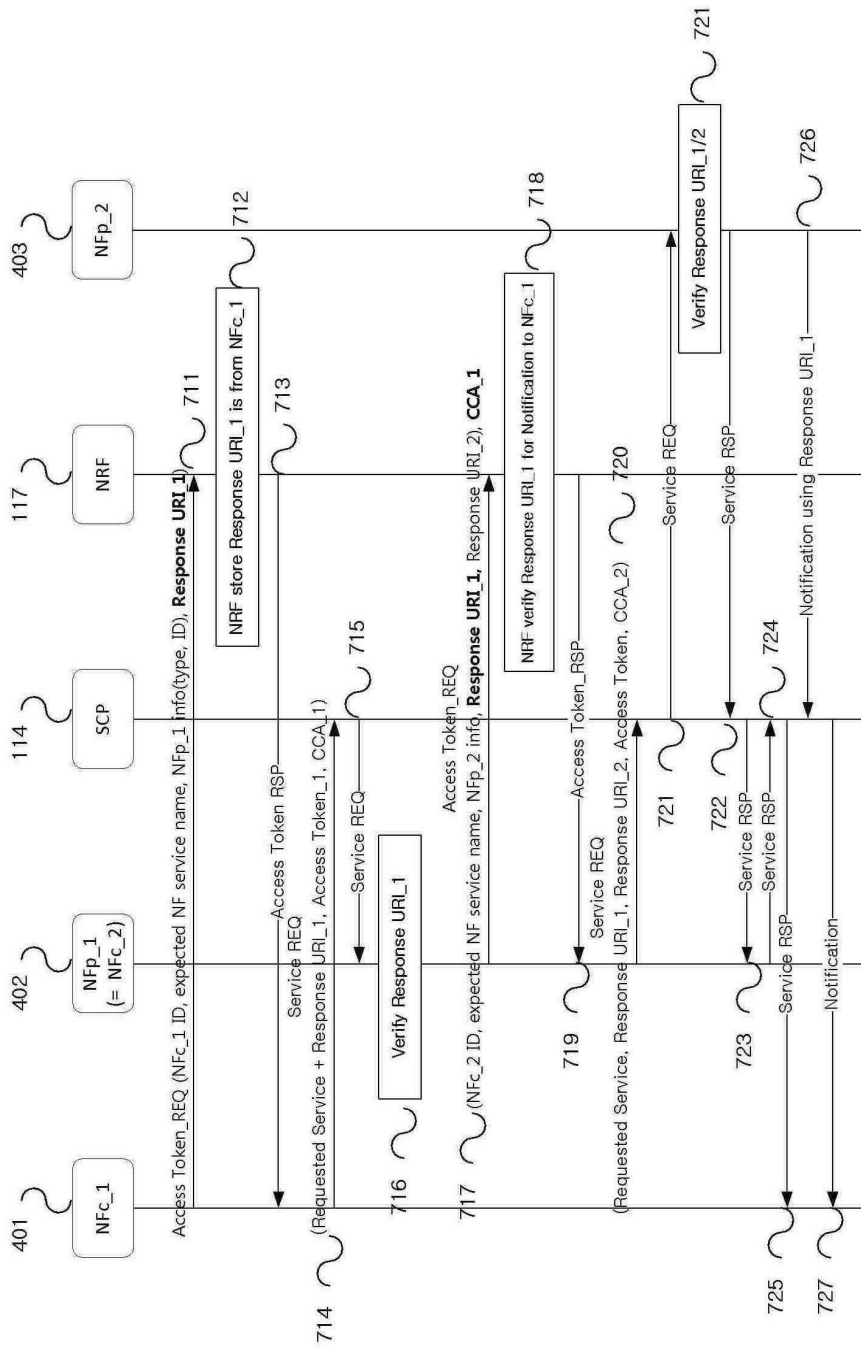 401
402
114
117
403
NFc_1
NFp_1
(= NFc_2)
SCP
NRF
NFp_2
Access Token_REQ (NFc_1 ID, expected NF service name, NFp_1 info(type, ID), Response URI_1)
711
NRF store Response URI_1 is from NFc_1
712
Access Token RSP
713
Service REQ
(Requested Service + Response URI_1, Access Token_1, CCA_1)
714
Service REQ
715
Verify Response URI_1
716
Access Token_REQ
717
(NFc_2 ID, expected NF service name, NFp_2 info, Response URI_1, Response URI_2), CCA_1
NRF verify Response URI_1 for Notification to NFc_1
718
Access Token_RSP
719
Service REQ
(Requested Service, Response URI_1, Response URI_2, Access Token, CCA_2)
720
Service REQ
721
Verify Response URI_1/2
721
Service RSP
722
Service RSP
723
Service RSP
724
Service RSP
725
Notification using Response URI_1
726
Notification
727